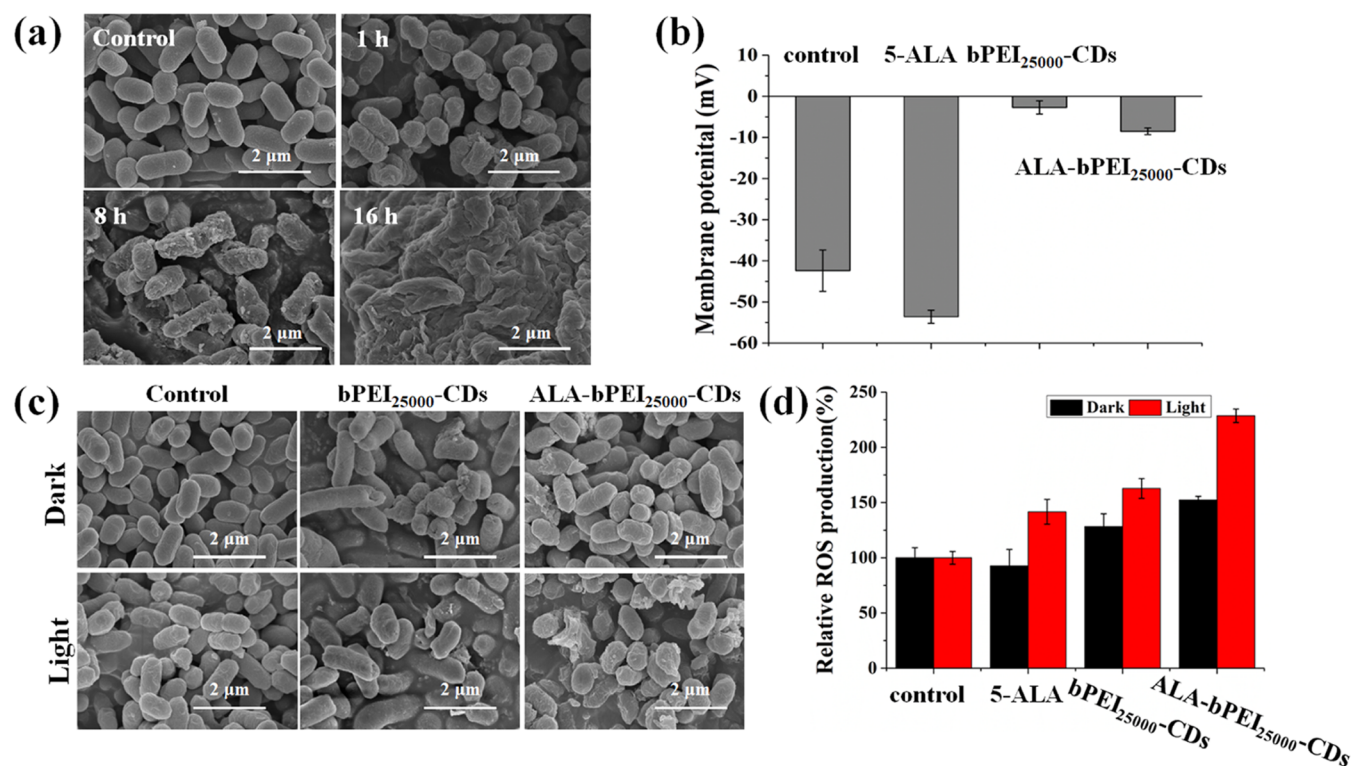 (a)
Control
1 h
2 µm
2 µm
8 h
16 h
2 µm
2 µm
(b)
control 5-ALA bPEI25000-CDs
ALA-bPEI25000-CDs
Membrane potenital (mV)
10
0
-10
-20
-30
-40
-50
-60
(c)
Control bPEI25000-CDs ALA-bPEI25000-CDs
Dark
2 µm
2 µm
2 µm
Light
2 µm
2 µm
2 µm
(d)
Dark Light
Relative ROS production(%)
250
200
150
100
50
0
control 5-ALA bPEI25000-CDs ALA-bPEI25000-CDs